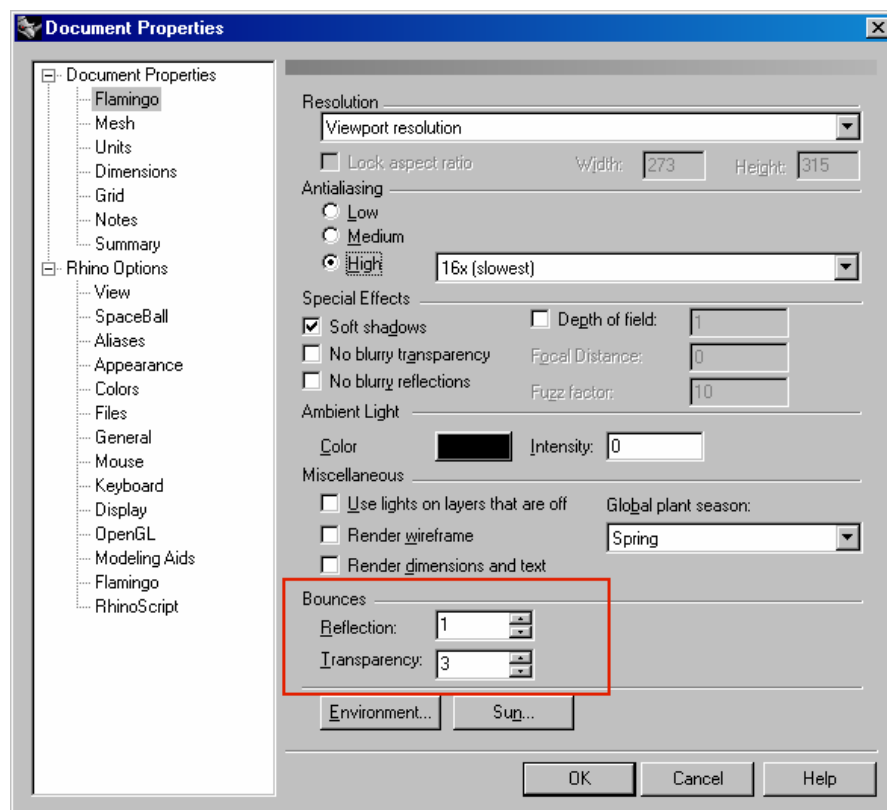 Document Properties
Document Properties
Flamingo
Mesh
Units
Dimensions
Grid
Notes
Summary
Rhino Options
View
SpaceBall
Aliases
Appearance
Colors
Files
General
Mouse
Keyboard
Display
OpenGL
Modeling Aids
Flamingo
RhinoScript
Resolution
Viewport resolution
Lock aspect ratio Width: 273 Height: 315
Antialiasing
Low
Medium
High 16x (slowest)
Special Effects
Soft shadows Depth of field: 1
No blurry transparency Focal Distance: 0
No blurry reflections Fuzz factor: 10
Ambient Light
Color Intensity: 0
Miscellaneous
Use lights on layers that are off Global plant season:
Render wireframe Spring
Render dimensions and text
Bounces
Reflection: 1
Transparency: 3
Environment... Sun...
OK Cancel Help